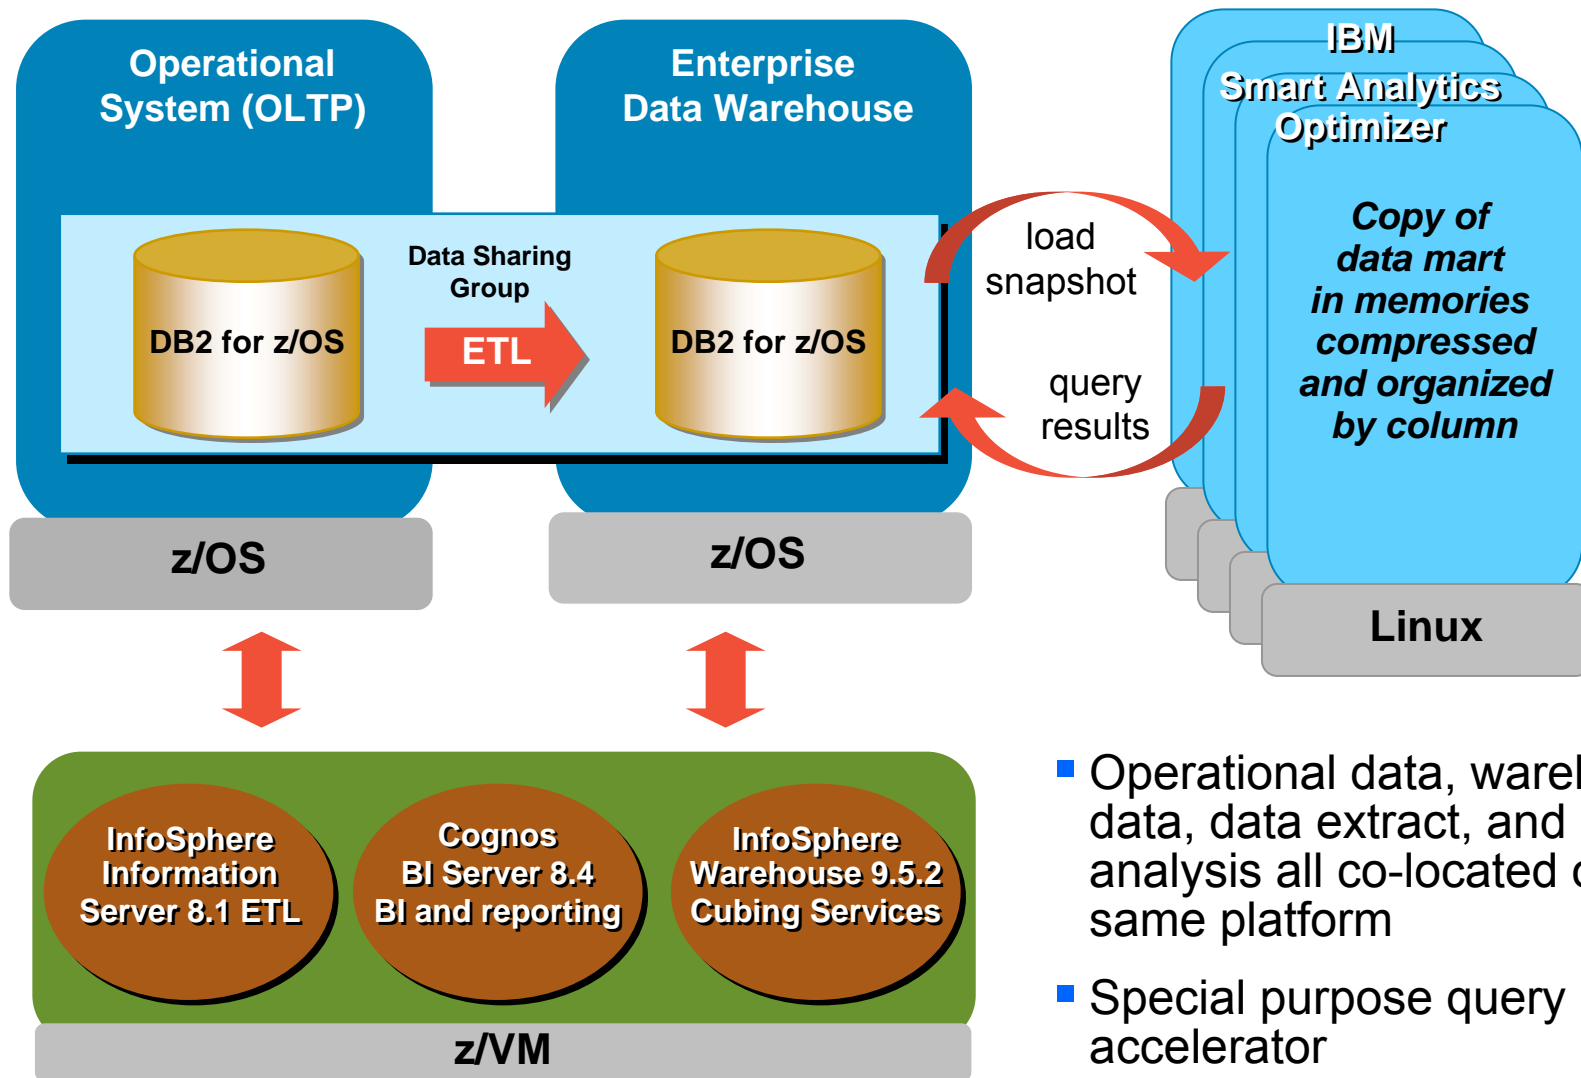 Operational
System (OLTP)
Enterprise
Data Warehouse
IBM
Smart Analytics
Optimizer
Data Sharing
Group
DB2 for z/OS
ETL
DB2 for z/OS
load
snapshot
query
results
Copy of
data mart
in memories
compressed
and organized
by column
z/OS
z/OS
Linux
InfoSphere
Information
Server 8.1 ETL
Cognos
BI Server 8.4
BI and reporting
InfoSphere
Warehouse 9.5.2
Cubing Services
z/VM
Operational data,
data, data extract, and
analysis all co-located
same platform
Special purpose query
accelerator